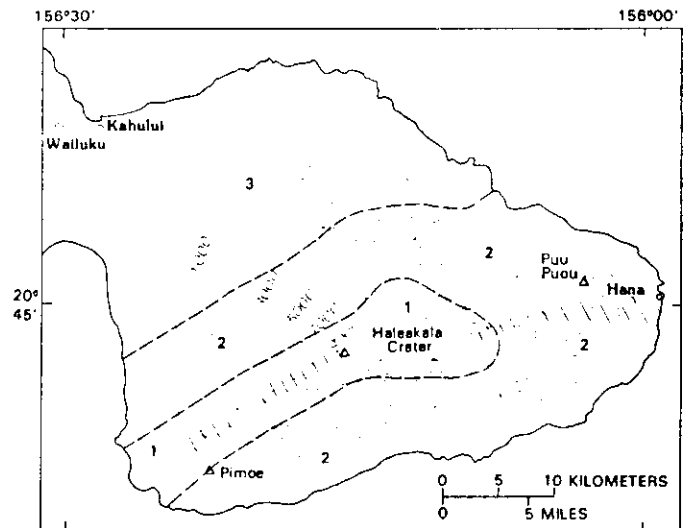 156°30'
156°00'
Kahului
Wailuku
3
2
Puu
Puou
Hana
20°
45'
1
Haleakala
Crater
2
2
1
Pimoe
2
0 5 10 KILOMETERS
0 5 MILES